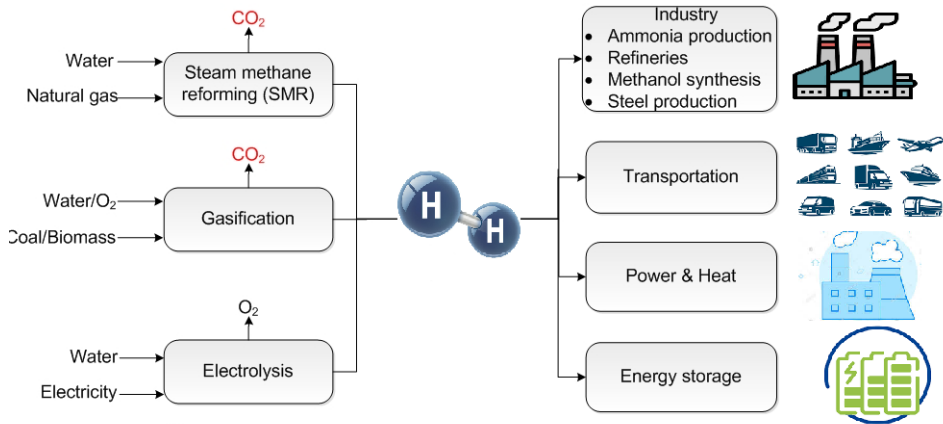 CO₂
Water
Natural gas
Steam methane
reforming (SMR)
CO₂
Water/O₂
Coal/Biomass
Gasification
O₂
Water
Electricity
Electrolysis
H
H
Industry
• Ammonia production
• Refineries
• Methanol synthesis
• Steel production
Transportation
Power & Heat
Energy storage